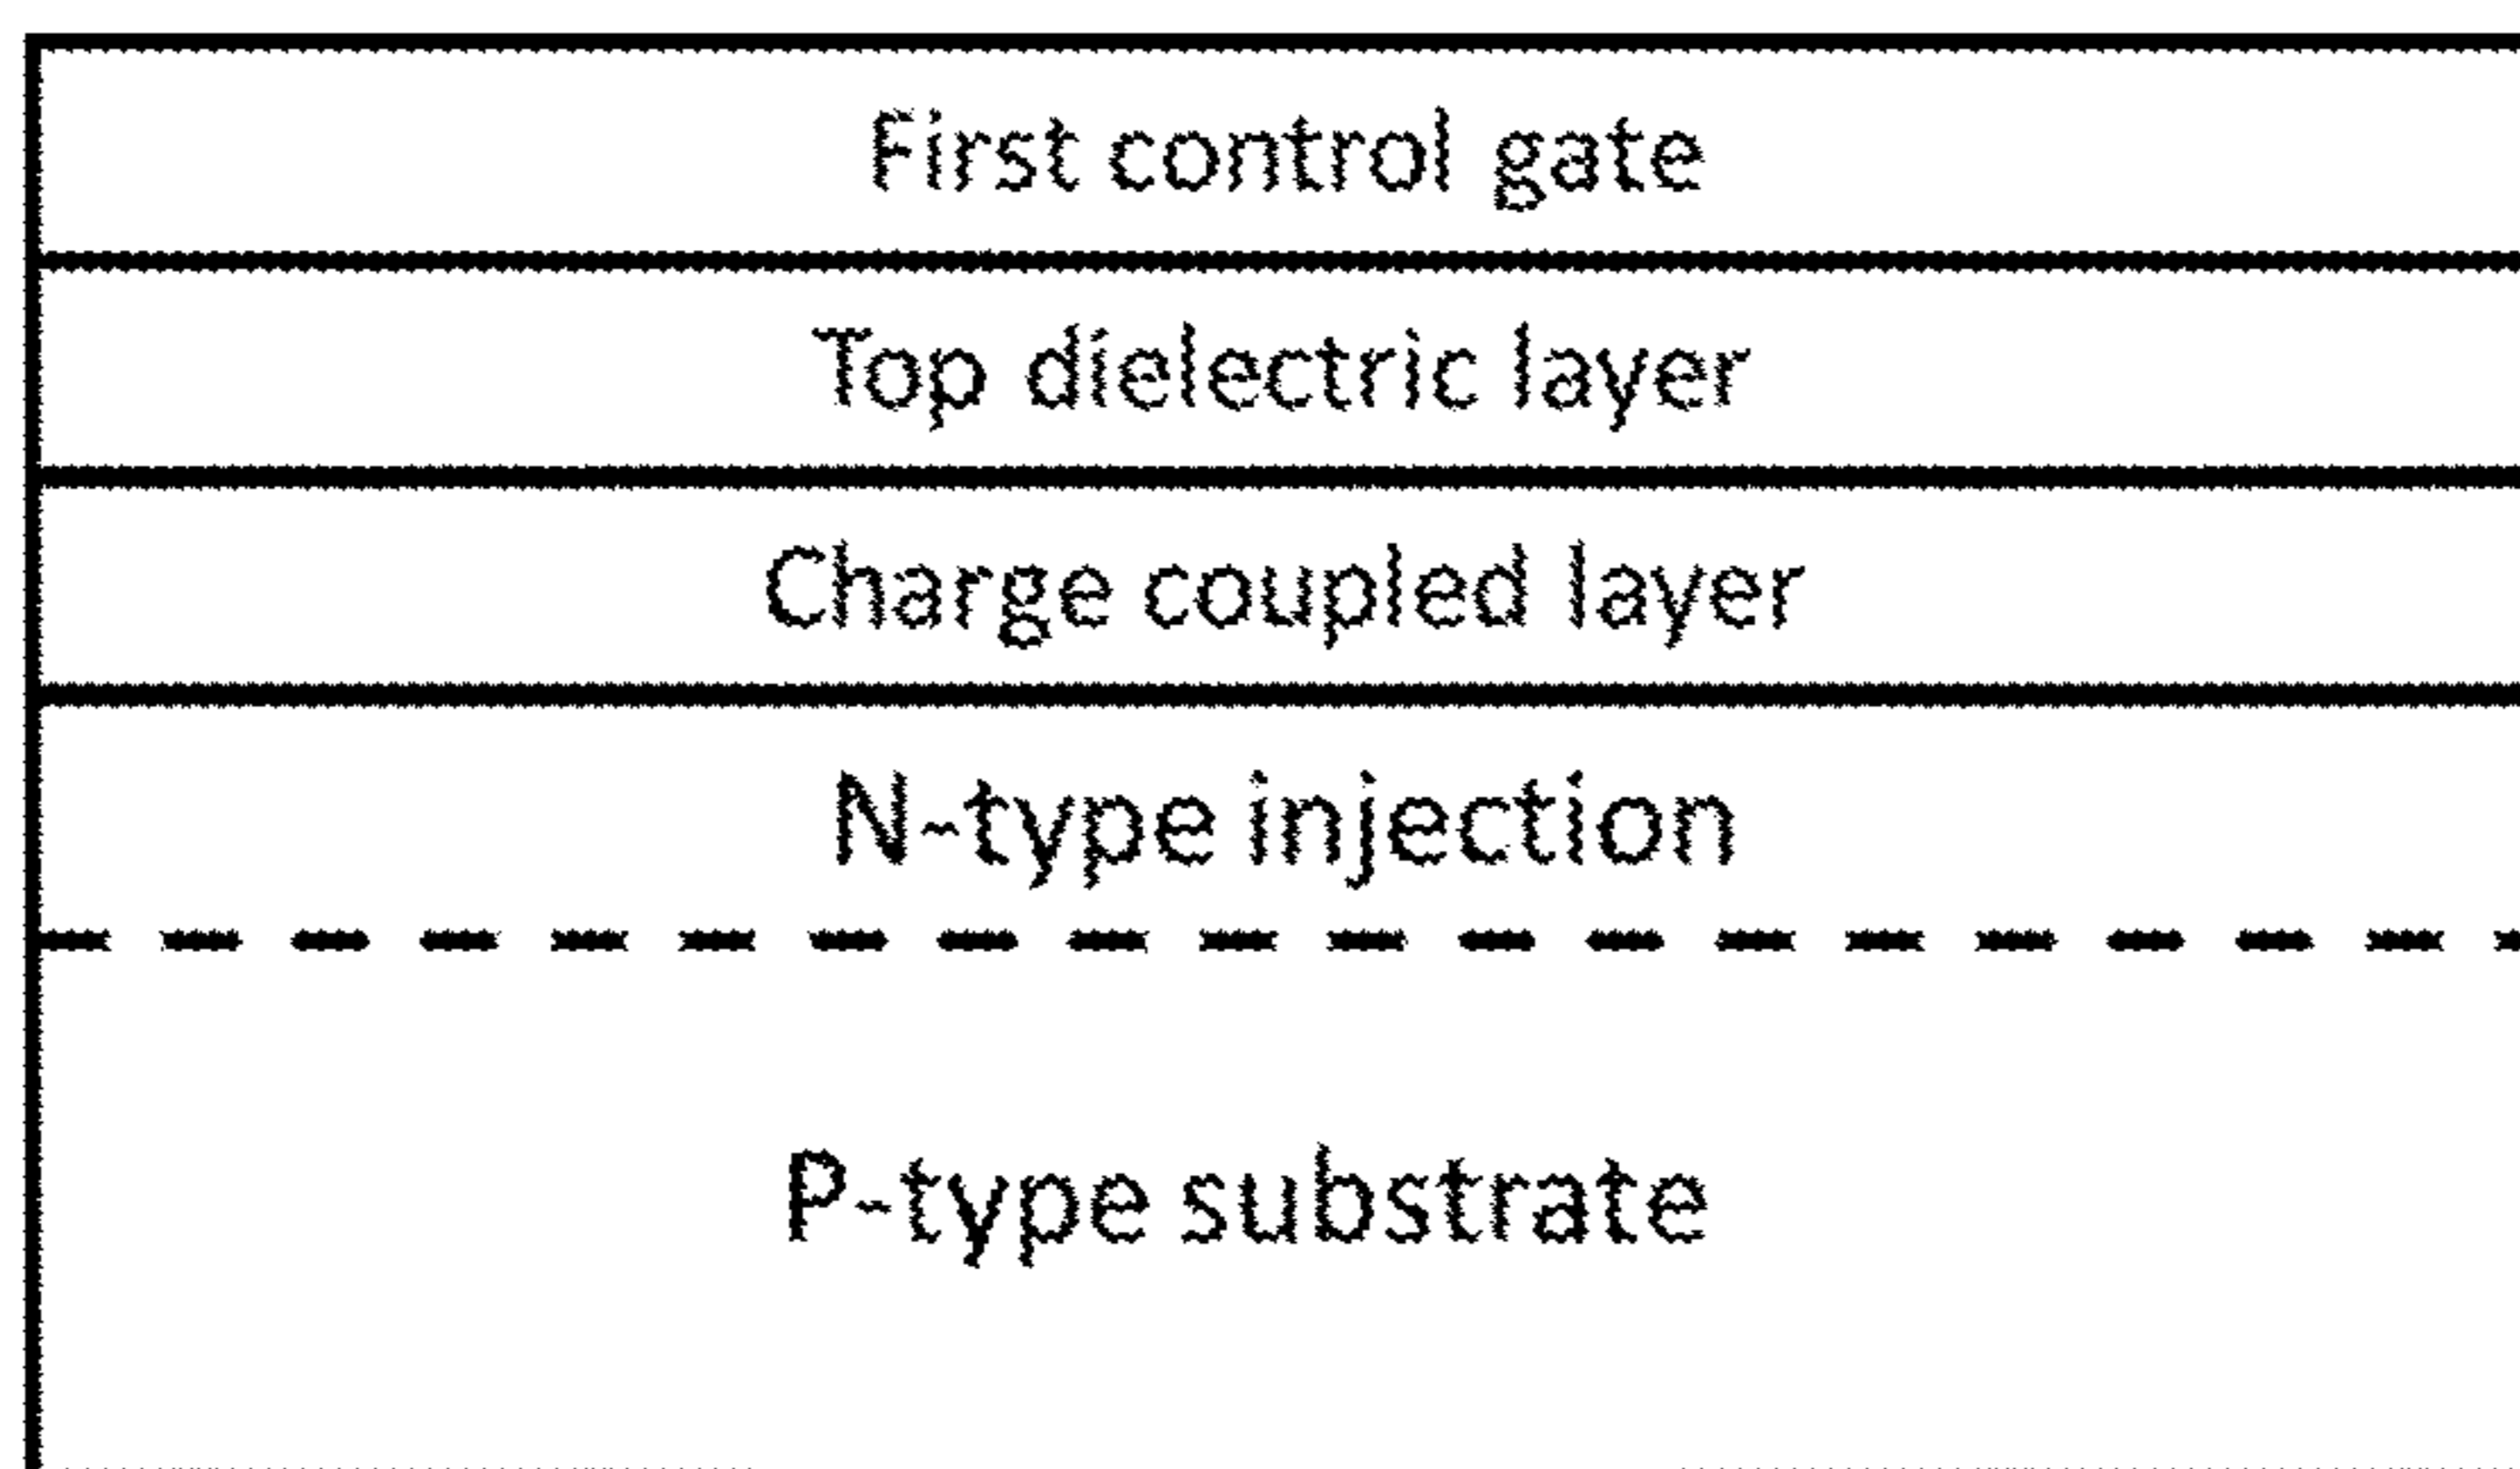 First control gate
Top dielectric layer
Charge coupled layer
N-type injection
P-type substrate